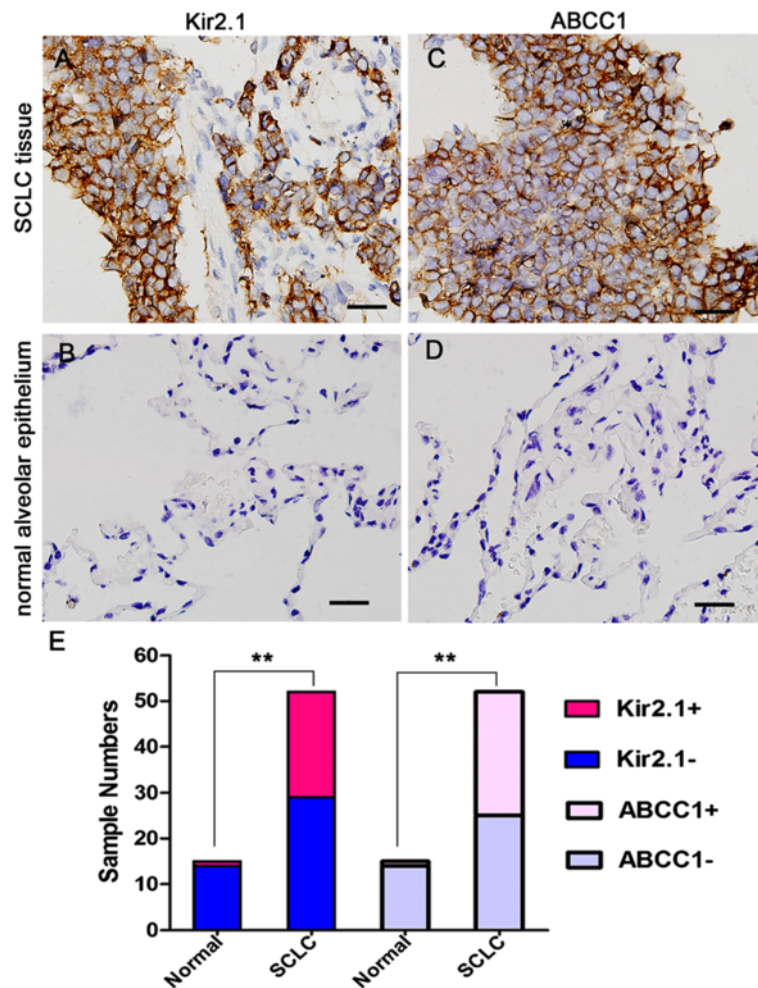 Kir2.1
ABCC1
SCLC tissue
A
C
normal alveolar epithelium
B
D
E
Sample Numbers
60
50
40
30
20
10
0
**
**
Normal
SCLC
Normal
SCLC
Kir2.1+
Kir2.1-
ABCC1+
ABCC1-